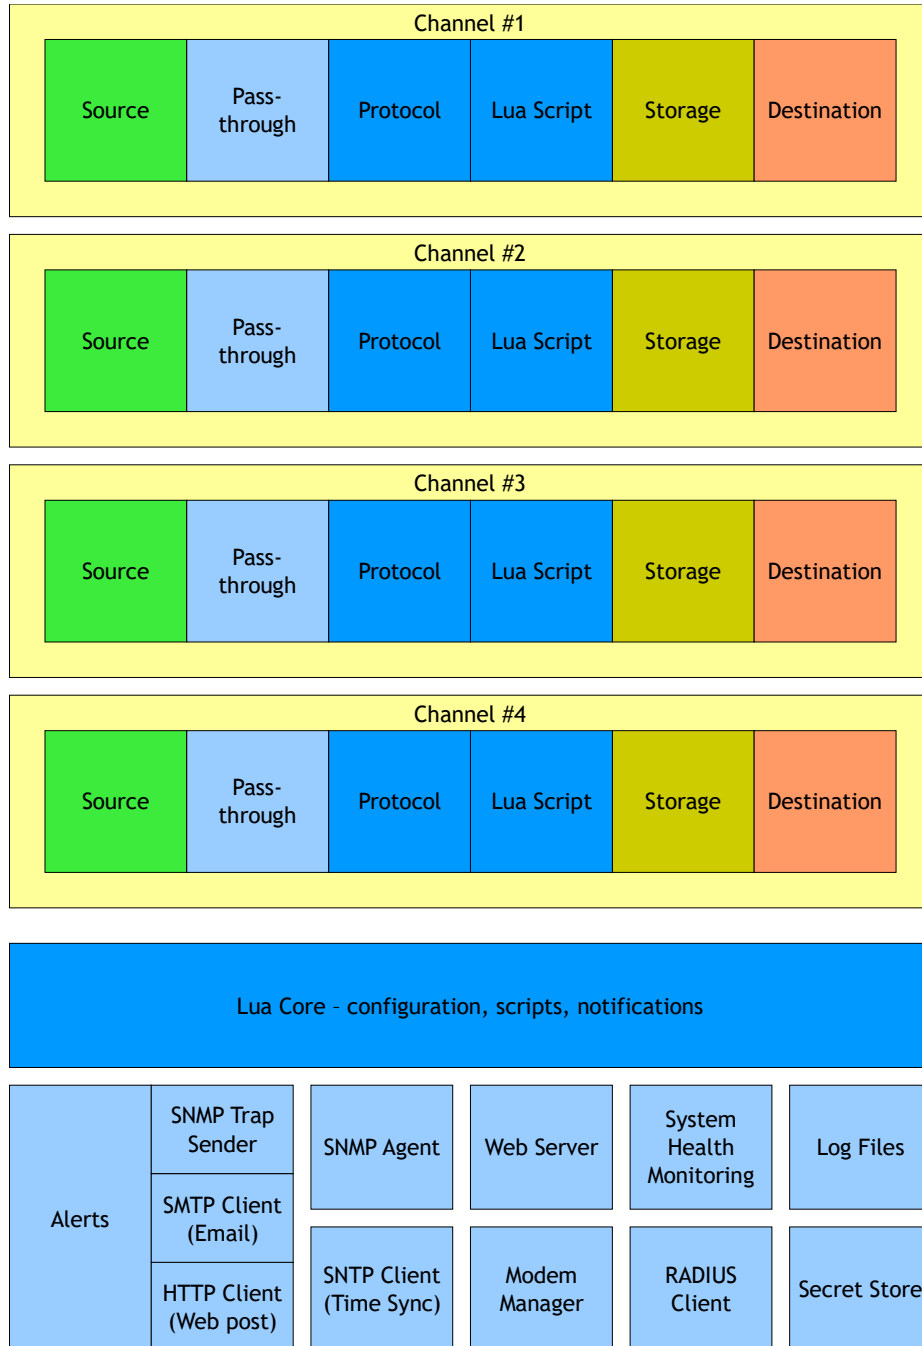 Channel #1
Source
Pass-
through
Protocol
Lua Script
Storage
Destination
Channel #2
Source
Pass-
through
Protocol
Lua Script
Storage
Destination
Channel #3
Source
Pass-
through
Protocol
Lua Script
Storage
Destination
Channel #4
Source
Pass-
through
Protocol
Lua Script
Storage
Destination
Lua Core – configuration, scripts, notifications
Alerts
SNMP Trap
Sender
SMTP Client
(Email)
HTTP Client
(Web post)
SNMP Agent
Web Server
System
Health
Monitoring
Log Files
SNTP Client
(Time Sync)
Modem
Manager
RADIUS
Client
Secret Store